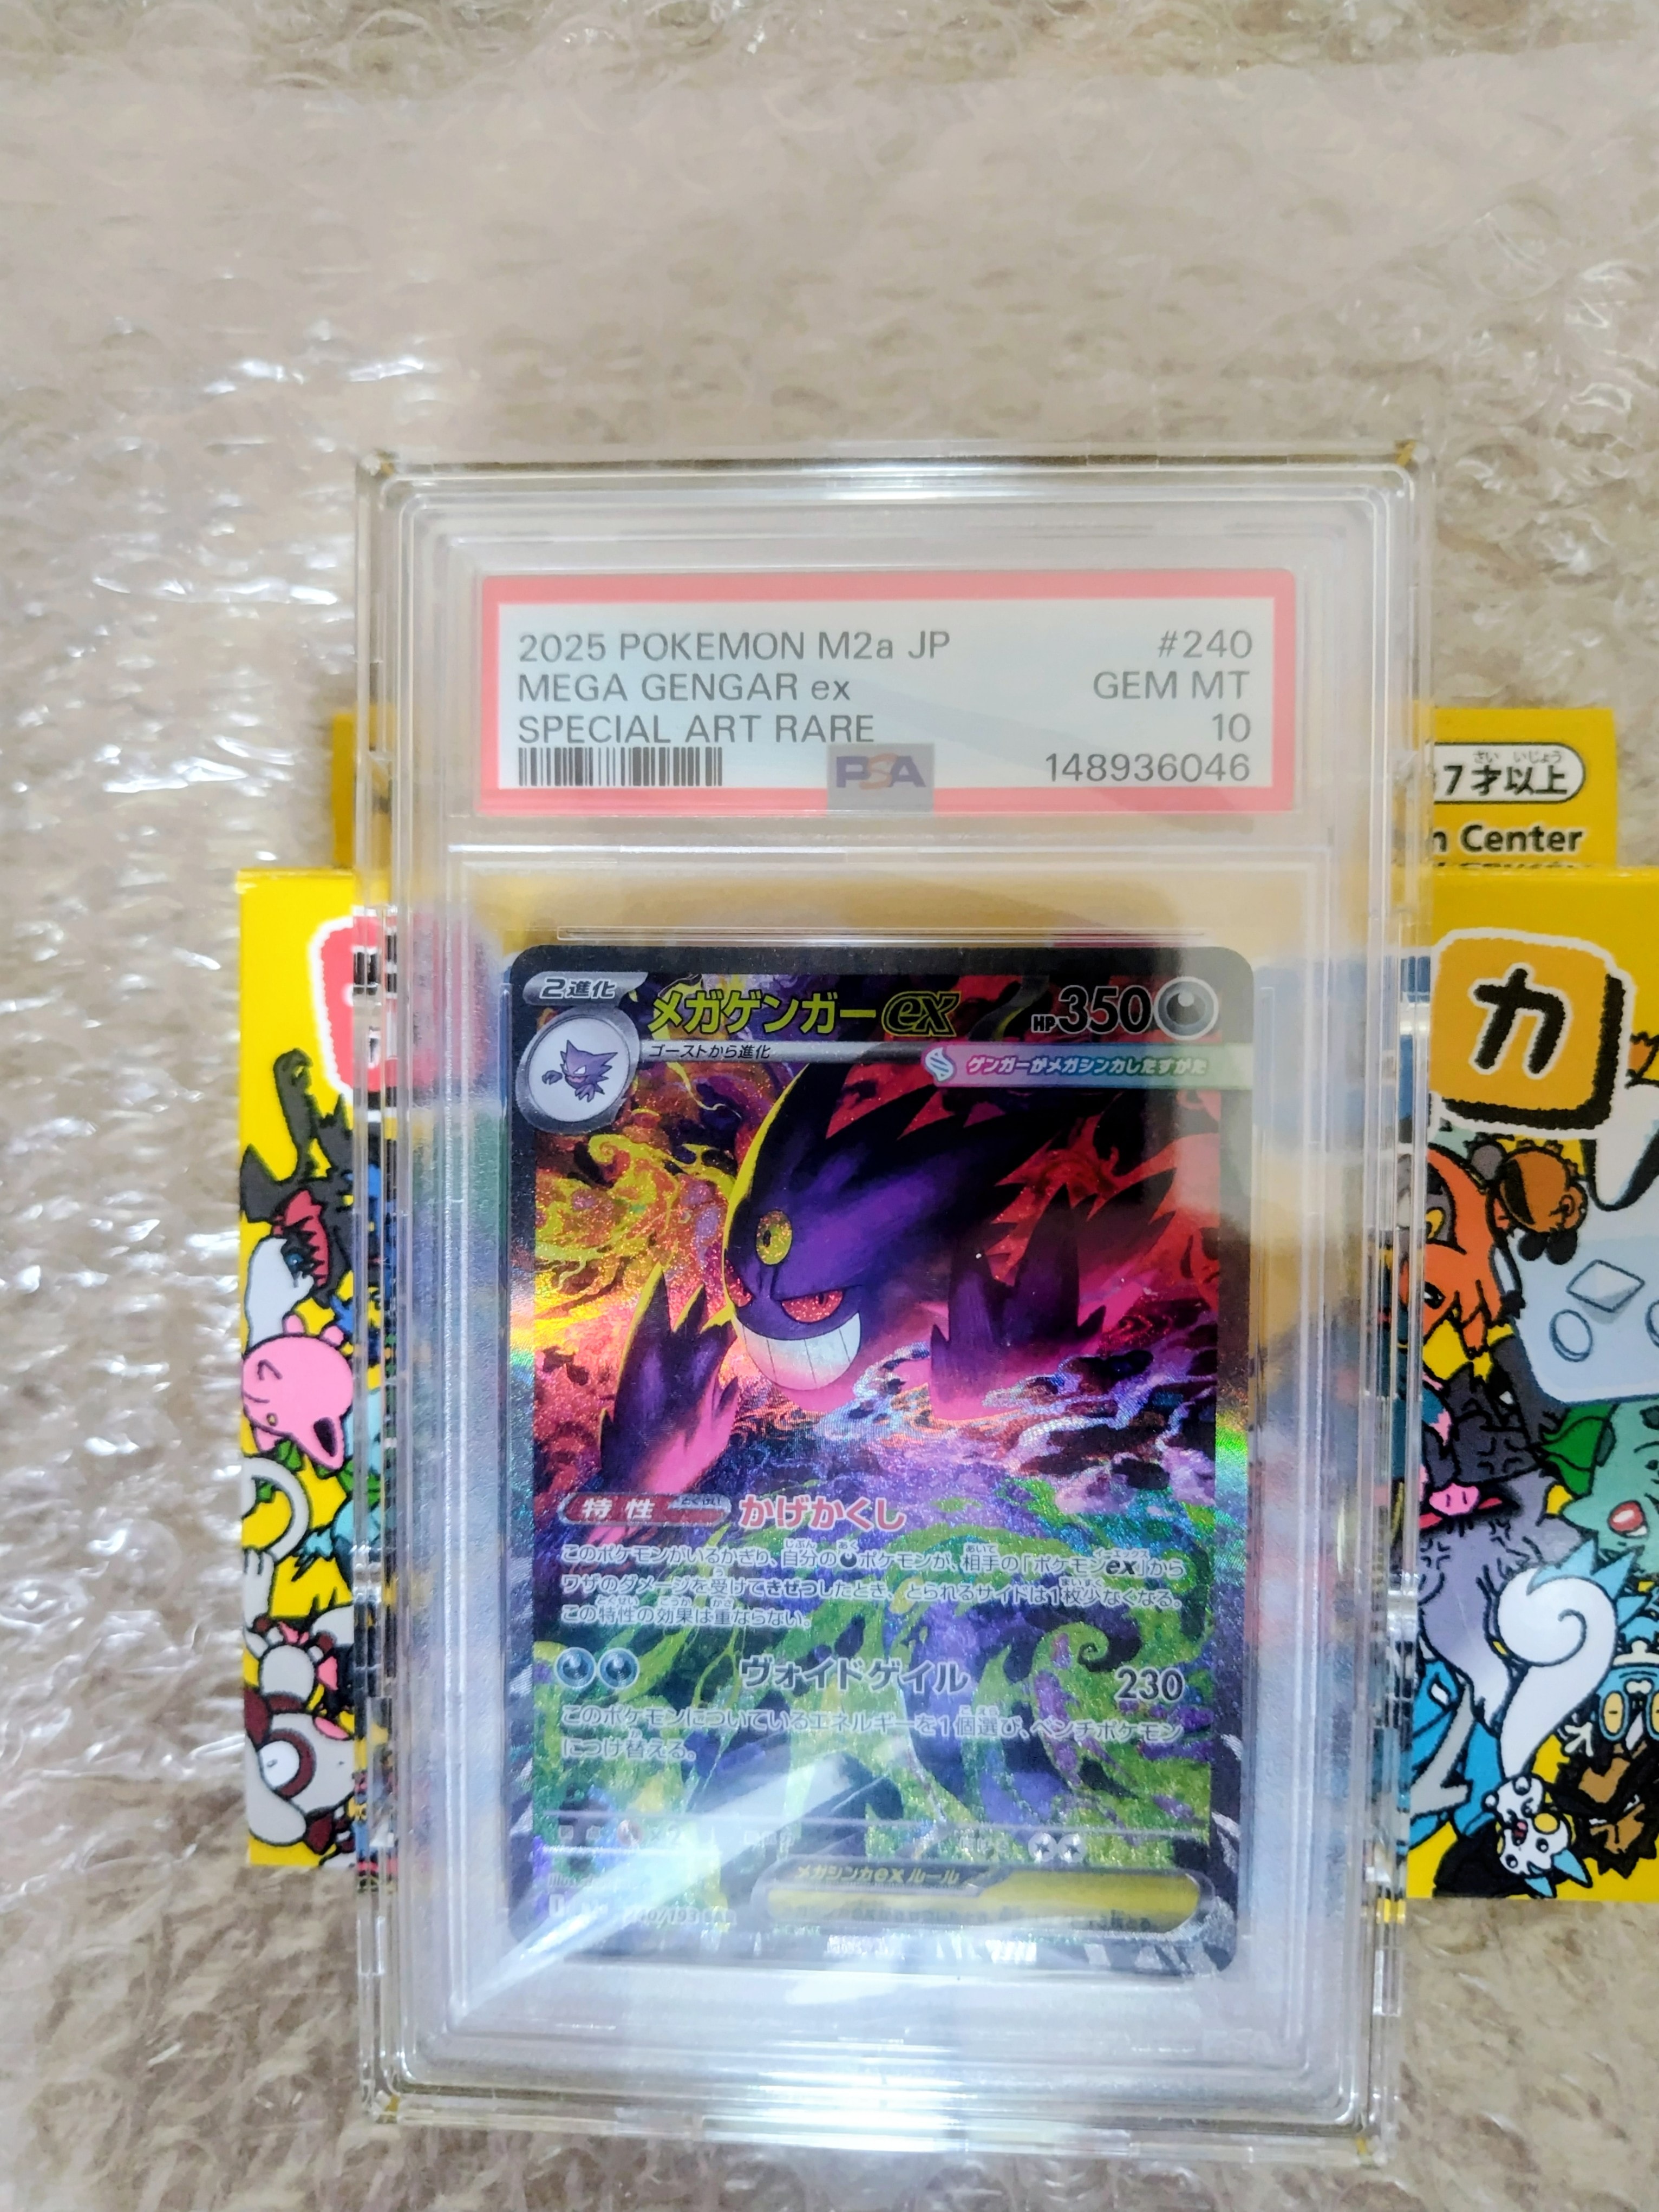 2025 POKEMON M2a JP #240
MEGA GENGAR ex GEM MT
SPECIAL ART RARE 10
PSA 148936046
7才以上
さい いじょう
Center
カ
2進化 メガゲンガーex HP350
ゴーストから進化
ゲンガーがメガシンカしたすがた
特性 かげかくし
このポケモンがいるかぎり、自分のポケモンが、相手の「ポケモンex」から
ワザのダメージを受けてきぜつしたとき、とられるサイドは1枚少なくなる。
この特性の効果は重ならない。
ヴォイドゲイル 230
このポケモンについているエネルギーを1個選び、ベンチポケモン
につけ替える。
メガシンカexルール